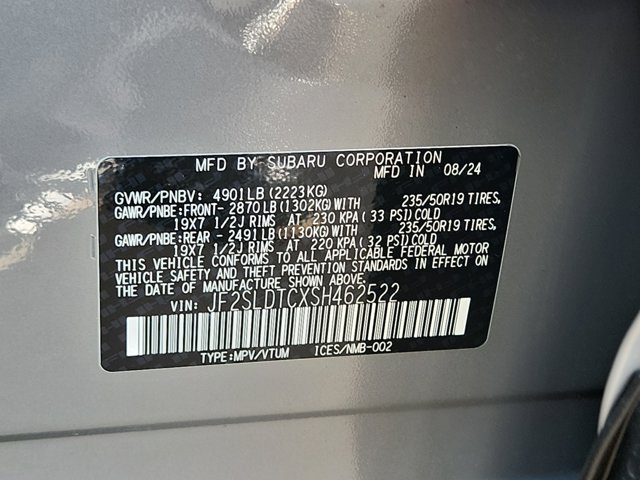 MFD BY SUBARU CORPORATION
MFD IN 08/24
GVWR/PNBV: 4901LB (2223KG)
GAWR/PNBE:FRONT- 2870LB (1302KG)WITH 235/50R19 TIRES,
19X7 1/2J RIMS AT 230 KPA (33 PSI)COLD
GAWR/PNBE:REAR - 2491LB (1130KG)WITH 235/50R19 TIRES,
19X7 1/2J RIMS AT 220 KPA (32 PSI)COLD
THIS VEHICLE CONFORMS TO ALL APPLICABLE FEDERAL MOTOR
VEHICLE SAFETY AND THEFT PREVENTION STANDARDS IN EFFECT ON
THE DATE OF MANUFACTURE SHOWN ABOVE.
VIN: JF2SLDTCXSH462522
TYPE:MPV/VTUM ICES/NMB-002